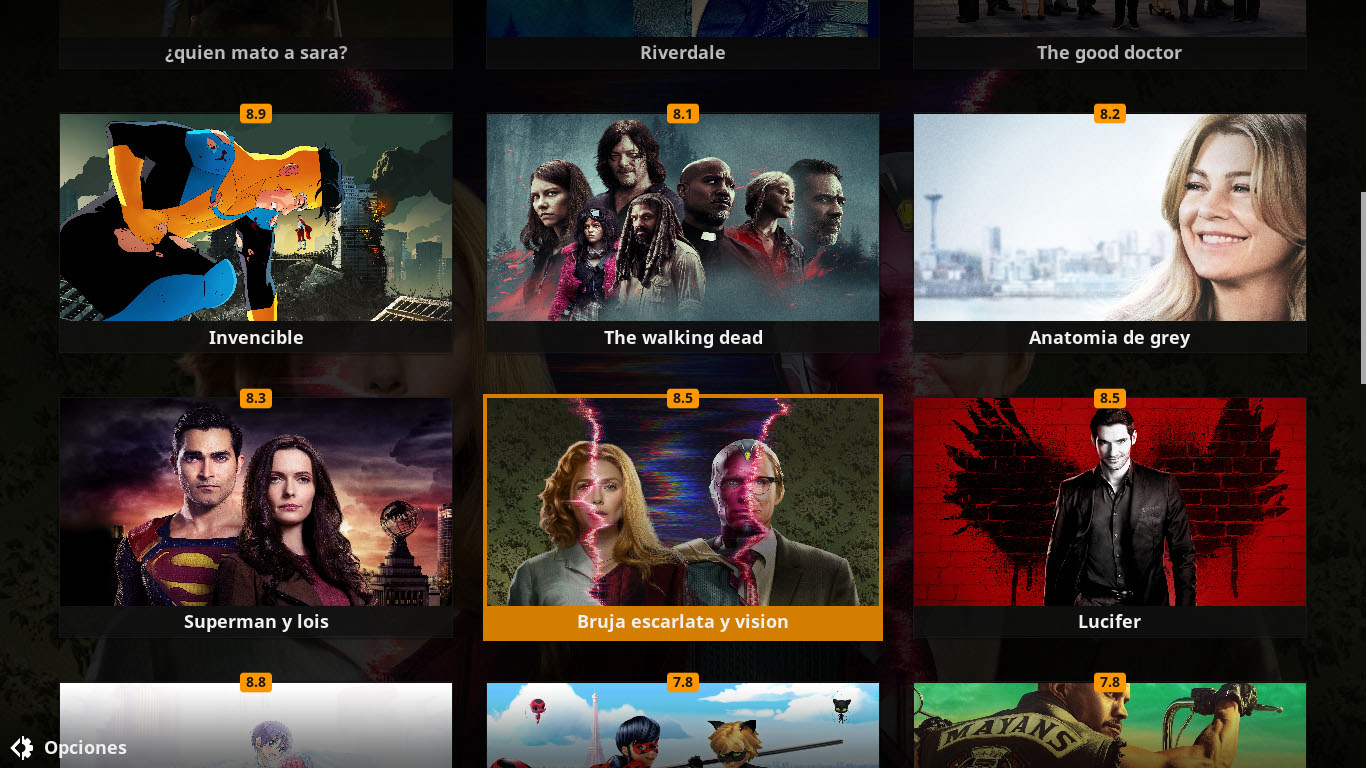 ¿quien mato a sara?
Riverdale
The good doctor
8.9
8.1
8.2
Invencible
The walking dead
Anatomia de grey
8.3
8.5
8.5
Superman y lois
Bruja escarlata y vision
Lucifer
8.8
7.8
7.8
MAYANS
Opciones